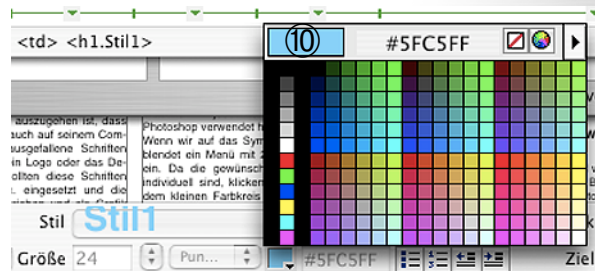 <td> <h1.Stil1>
⑩ #5FC5FF
auszugehen ist, dass
auch auf seinem Com-
ausgefallene Schriften
in Logo oder das De-
ollten diese Schriften
eingesetzt und die
Photoshop verwendet h
Wenn wir auf das Sym
blendet ein Menü mit 2
ein. Da die gewünsch
individuell sind, klicken
dem kleinen Farbkreis
Stil Stil1
Größe 24 Pun... #5FC5FF Ziel